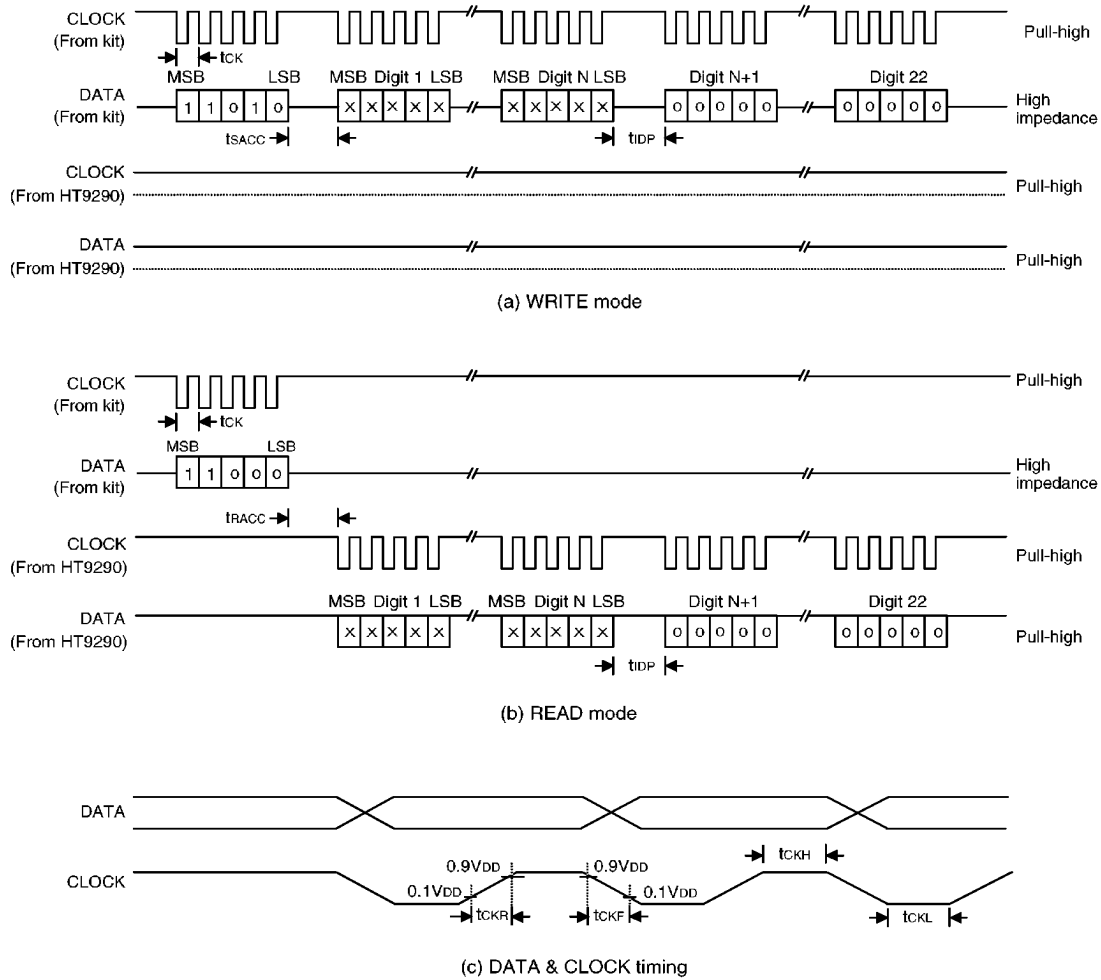 CLOCK
(From kit)
Pull-high
tCK
MSB LSB MSB Digit 1 LSB MSB Digit N LSB Digit N+1 Digit 22
DATA
(From kit)
1 1 0 1 0 X X X X X X X X X X 0 0 0 0 0 0 0 0 0 0
High
impedance
tSACC tIDP
CLOCK
(From HT9290)
Pull-high
DATA
(From HT9290)
Pull-high
(a) WRITE mode
CLOCK
(From kit)
Pull-high
tCK
MSB LSB
DATA
(From kit)
1 1 0 0 0
High
impedance
tRACC
CLOCK
(From HT9290)
Pull-high
MSB Digit 1 LSB MSB Digit N LSB Digit N+1 Digit 22
DATA
(From HT9290)
X X X X X X X X X X 0 0 0 0 0 0 0 0 0 0
Pull-high
tIDP
(b) READ mode
DATA
CLOCK
0.9VDD 0.9VDD tCKH
0.1VDD 0.1VDD
tCKR tCKF tCKL
(c) DATA & CLOCK timing